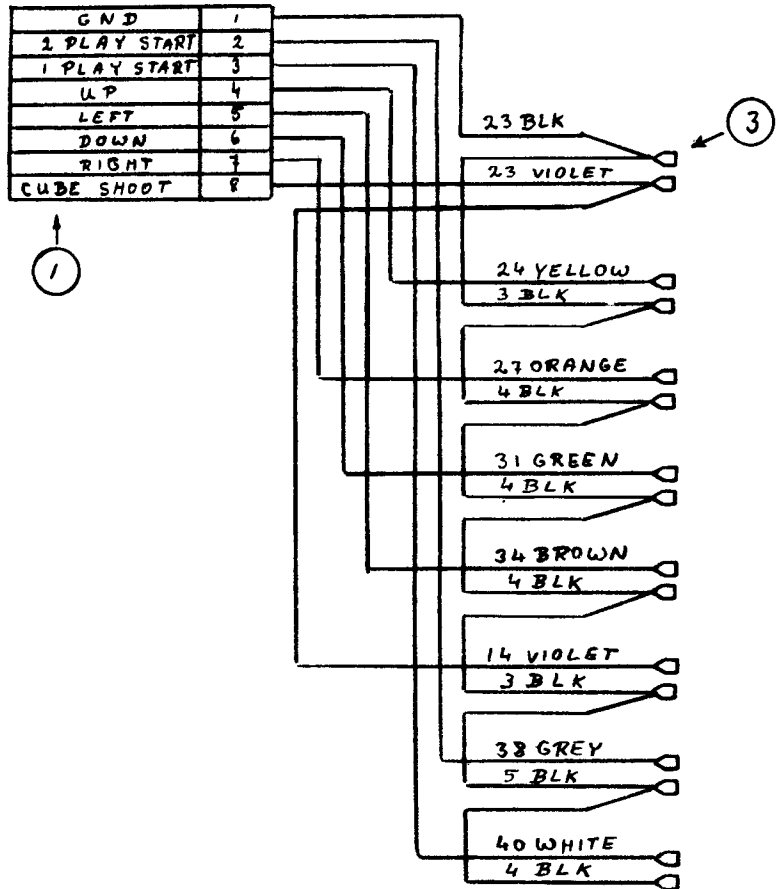 GND 1
2 PLAY START 2
1 PLAY START 3
UP 4
LEFT 5
DOWN 6
RIGHT 7
CUBE SHOOT 8
1
3
23 BLK
23 VIOLET
24 YELLOW
3 BLK
27 ORANGE
4 BLK
31 GREEN
4 BLK
34 BROWN
4 BLK
14 VIOLET
3 BLK
38 GREY
5 BLK
40 WHITE
4 BLK